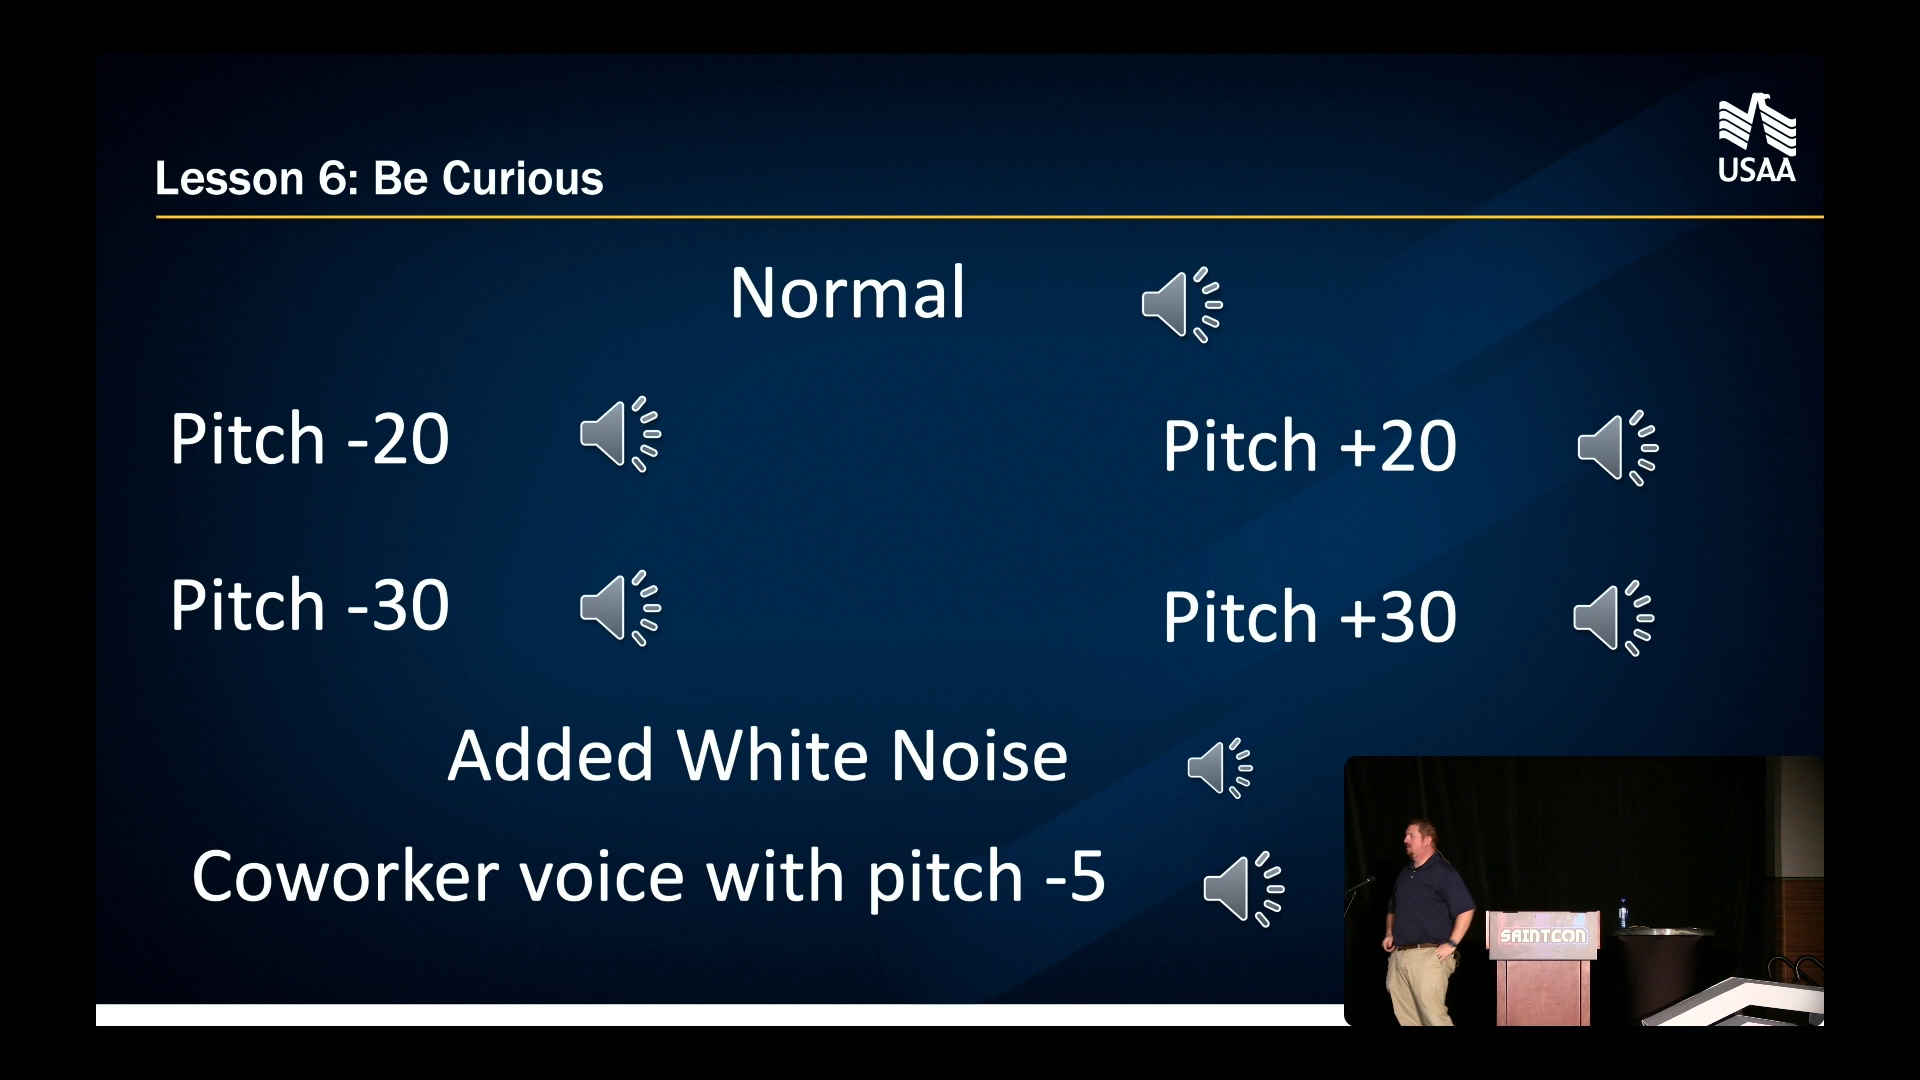 USAA
Lesson 6: Be Curious
Normal
Pitch -20
Pitch +20
Pitch -30
Pitch +30
Added White Noise
Coworker voice with pitch -5
SAINTCON